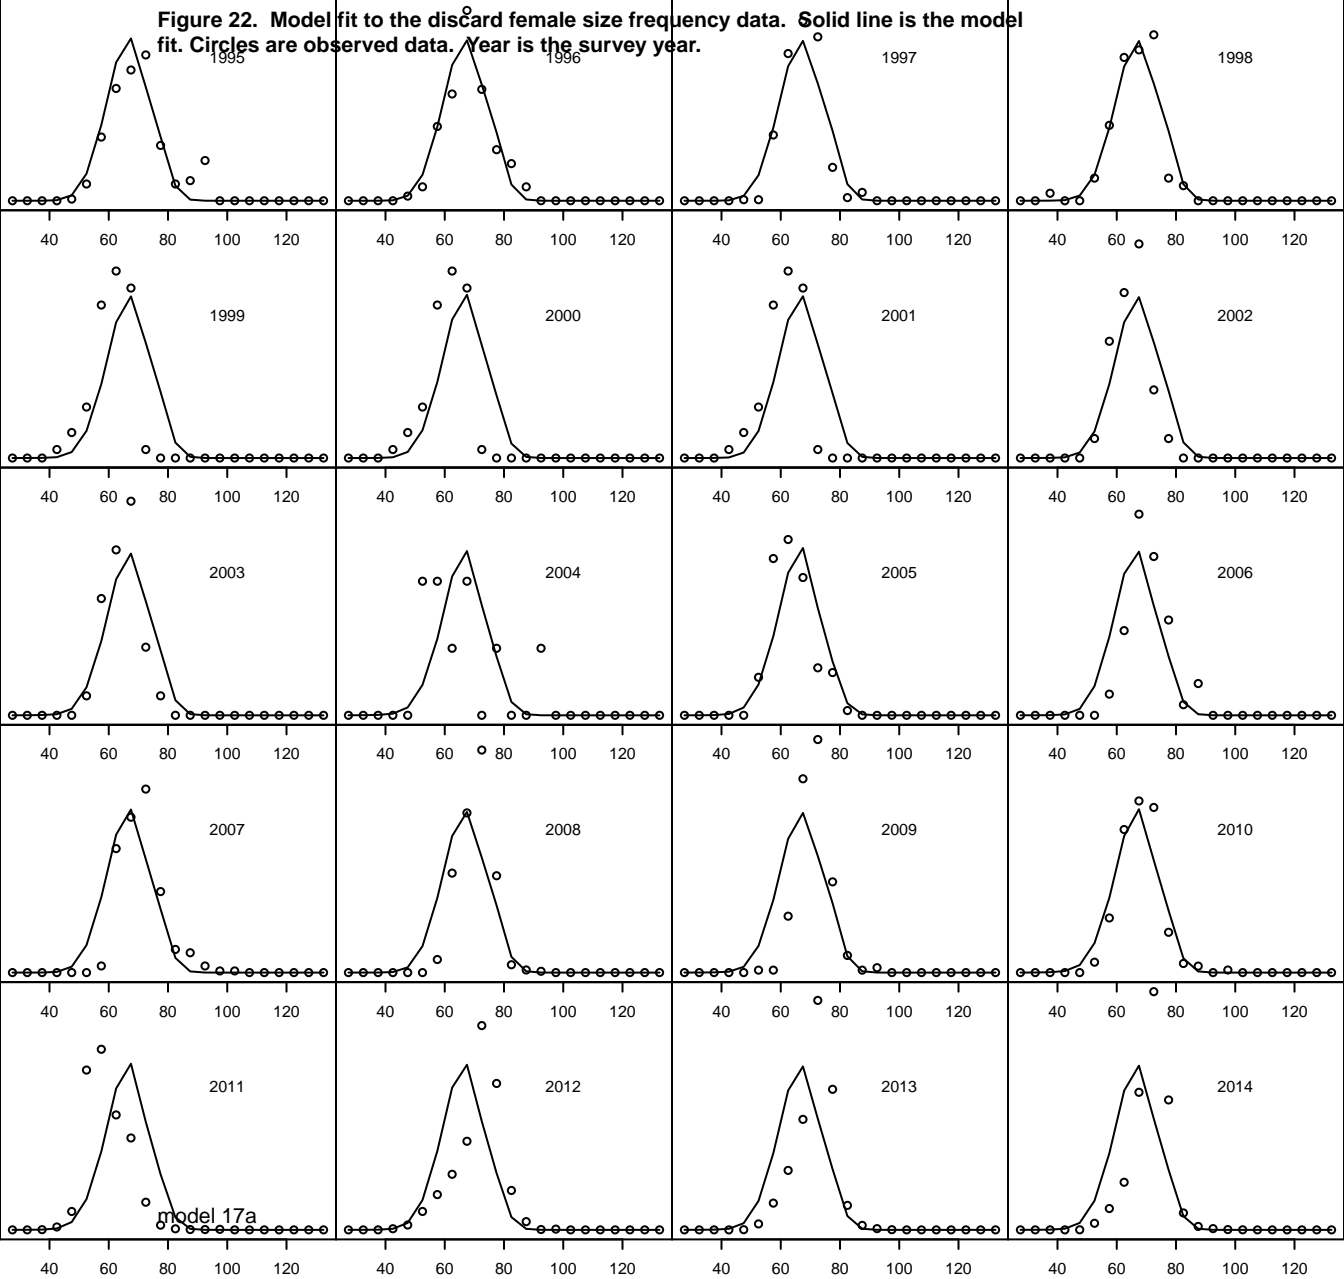 Figure 22.  Model fit to the discard female size frequency data.  Solid line is the model
fit. Circles are observed data.  Year is the survey year.
1995 1996 1997 1998
40 60 80 100 120 40 60 80 100 120 40 60 80 100 120 40 60 80 100 120
1999 2000 2001 2002
40 60 80 100 120 40 60 80 100 120 40 60 80 100 120 40 60 80 100 120
2003 2004 2005 2006
40 60 80 100 120 40 60 80 100 120 40 60 80 100 120 40 60 80 100 120
2007 2008 2009 2010
40 60 80 100 120 40 60 80 100 120 40 60 80 100 120 40 60 80 100 120
2011 2012 2013 2014
model 17a
40 60 80 100 120 40 60 80 100 120 40 60 80 100 120 40 60 80 100 120